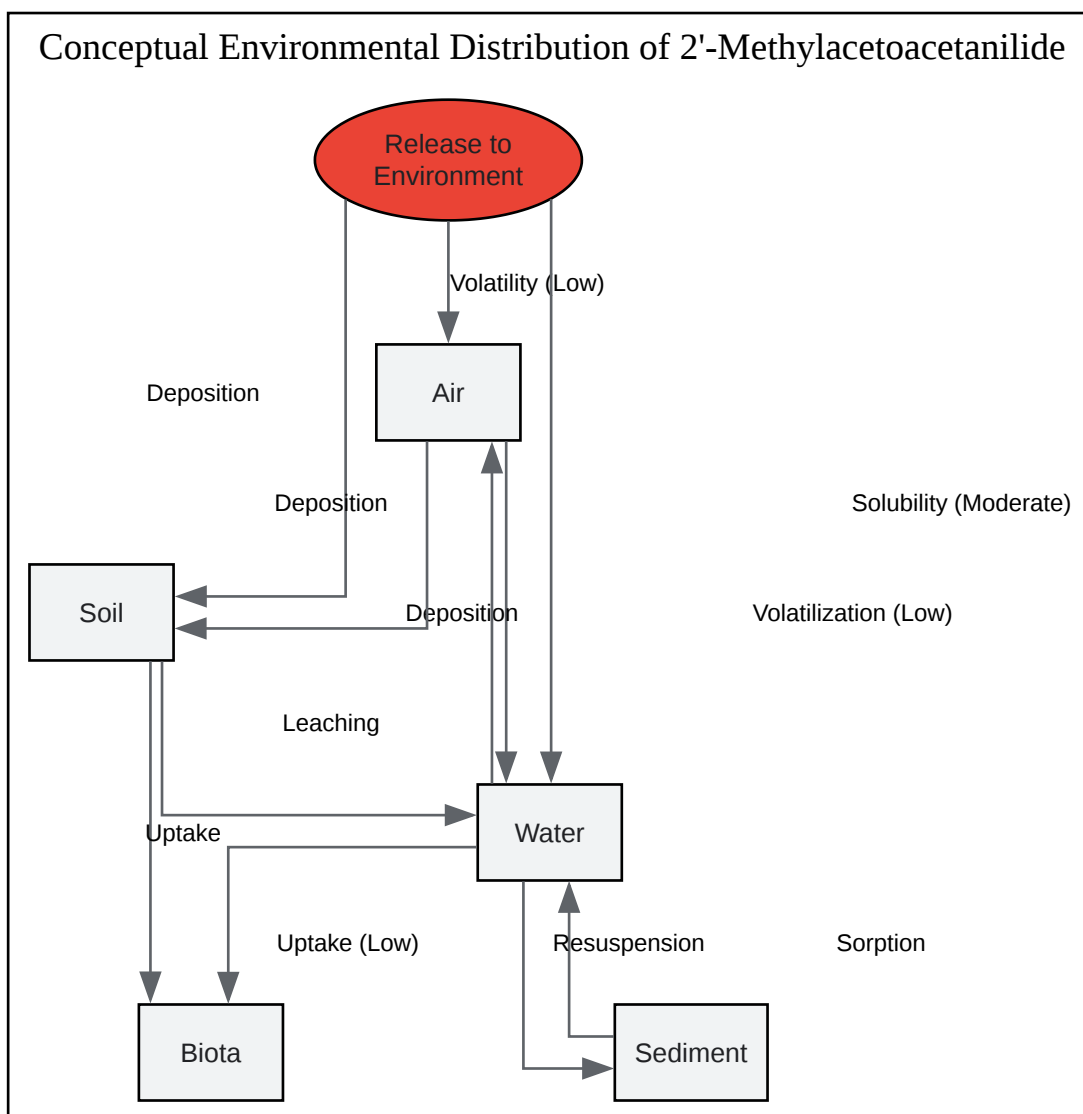 Conceptual Environmental Distribution of 2'-Methylacetoacetanilide
Release to
Environment
Volatility (Low)
Air
Deposition
Deposition
Solubility (Moderate)
Soil
Deposition
Volatilization (Low)
Leaching
Uptake
Water
Uptake (Low)
Resuspension
Sorption
Biota
Sediment